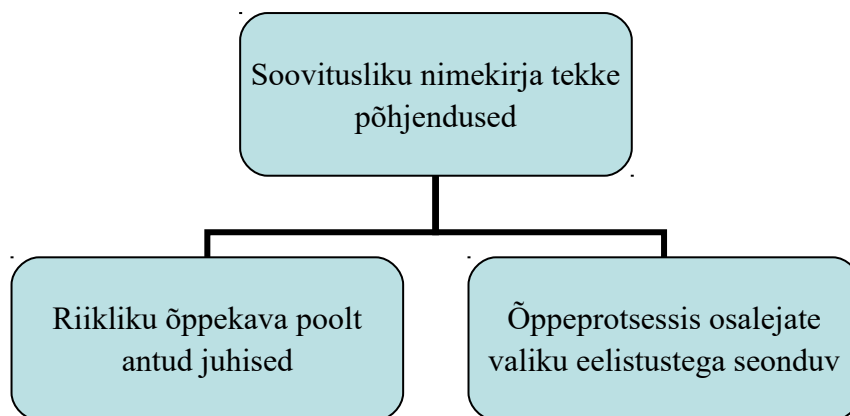 Soovitusliku nimekirja tekke
põhjendused
Riikliku õppekava poolt
antud juhised
Õppeprotsessis osalejate
valiku eelistustega seonduv